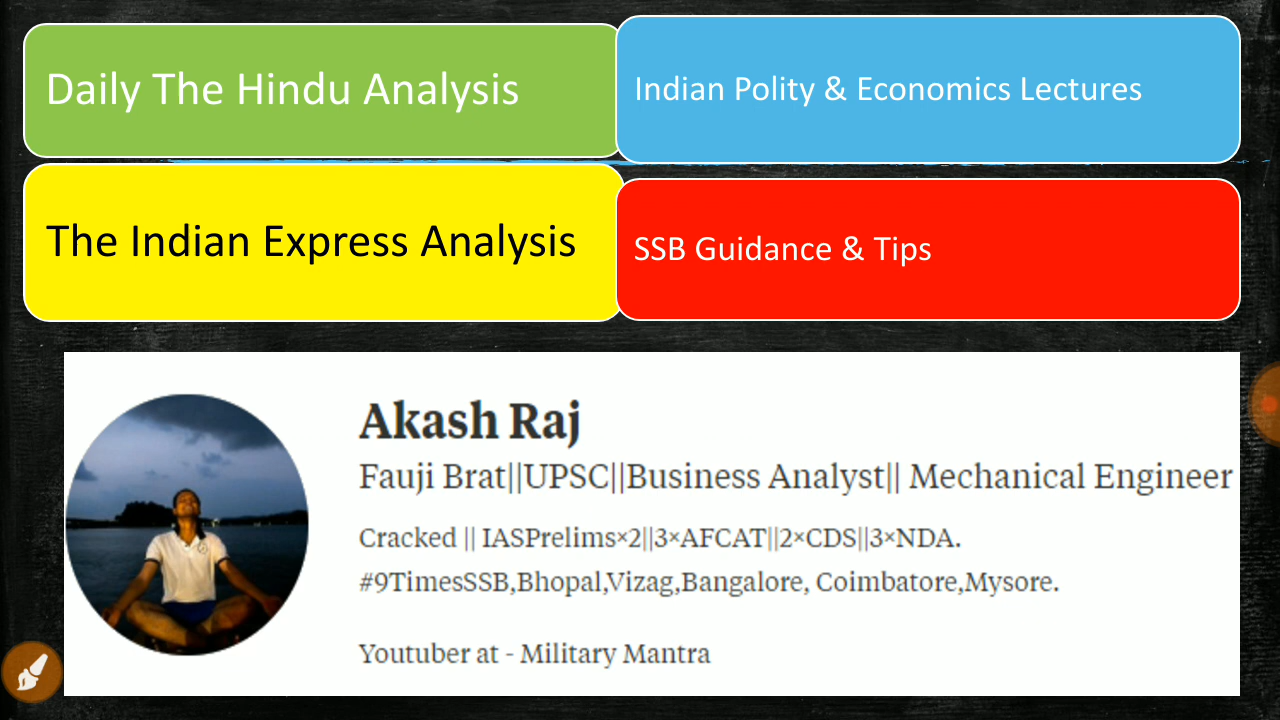 Daily The Hindu Analysis
Indian Polity & Economics Lectures
The Indian Express Analysis
SSB Guidance & Tips
Akash Raj
Fauji Brat||UPSC||Business Analyst|| Mechanical Engineer
Cracked || IASPrelims×2||3×AFCAT||2×CDS||3×NDA.
#9TimesSSB,Bhopal,Vizag,Bangalore, Coimbatore,Mysore.
Youtuber at - Military Mantra